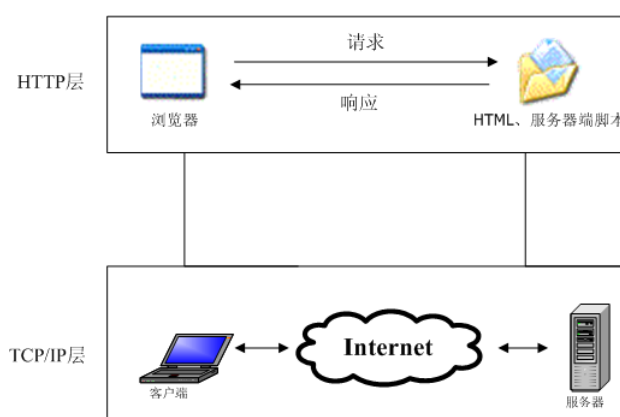 请求
HTTP层
响应
浏览器
HTML、服务器端脚本
Internet
TCP/IP层
客户端
服务器